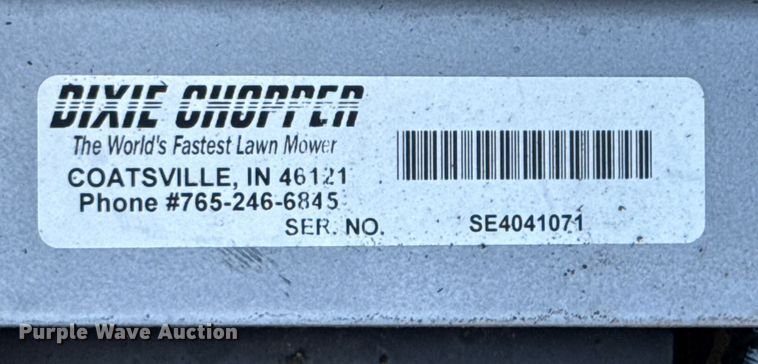 DIXIE CHOPPER
The World's Fastest Lawn Mower
COATSVILLE, IN 46121
Phone #765-246-6845
SER. NO. SE4041071
Purple Wave Auction